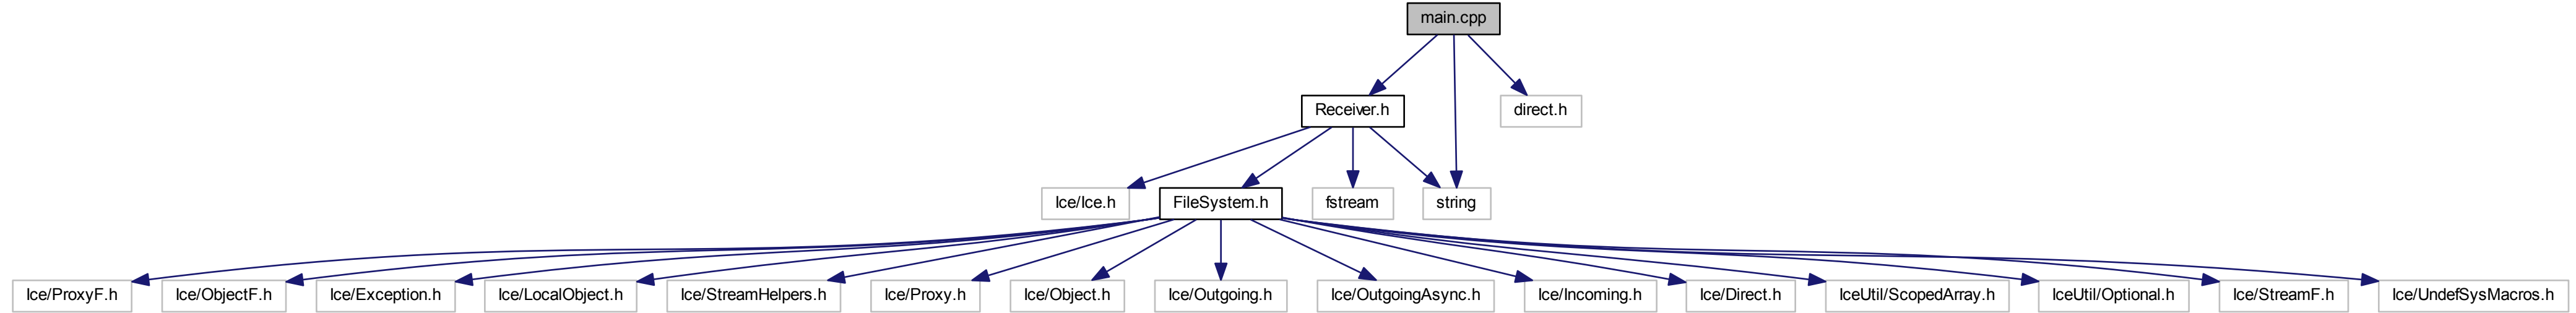 main.cpp
Receiver.h
direct.h
Ice/Ice.h
FileSystem.h
fstream
string
Ice/ProxyF.h
Ice/ObjectF.h
Ice/Exception.h
Ice/LocalObject.h
Ice/StreamHelpers.h
Ice/Proxy.h
Ice/Object.h
Ice/Outgoing.h
Ice/OutgoingAsync.h
Ice/Incoming.h
Ice/Direct.h
IceUtil/ScopedArray.h
IceUtil/Optional.h
Ice/StreamF.h
Ice/UndefSysMacros.h